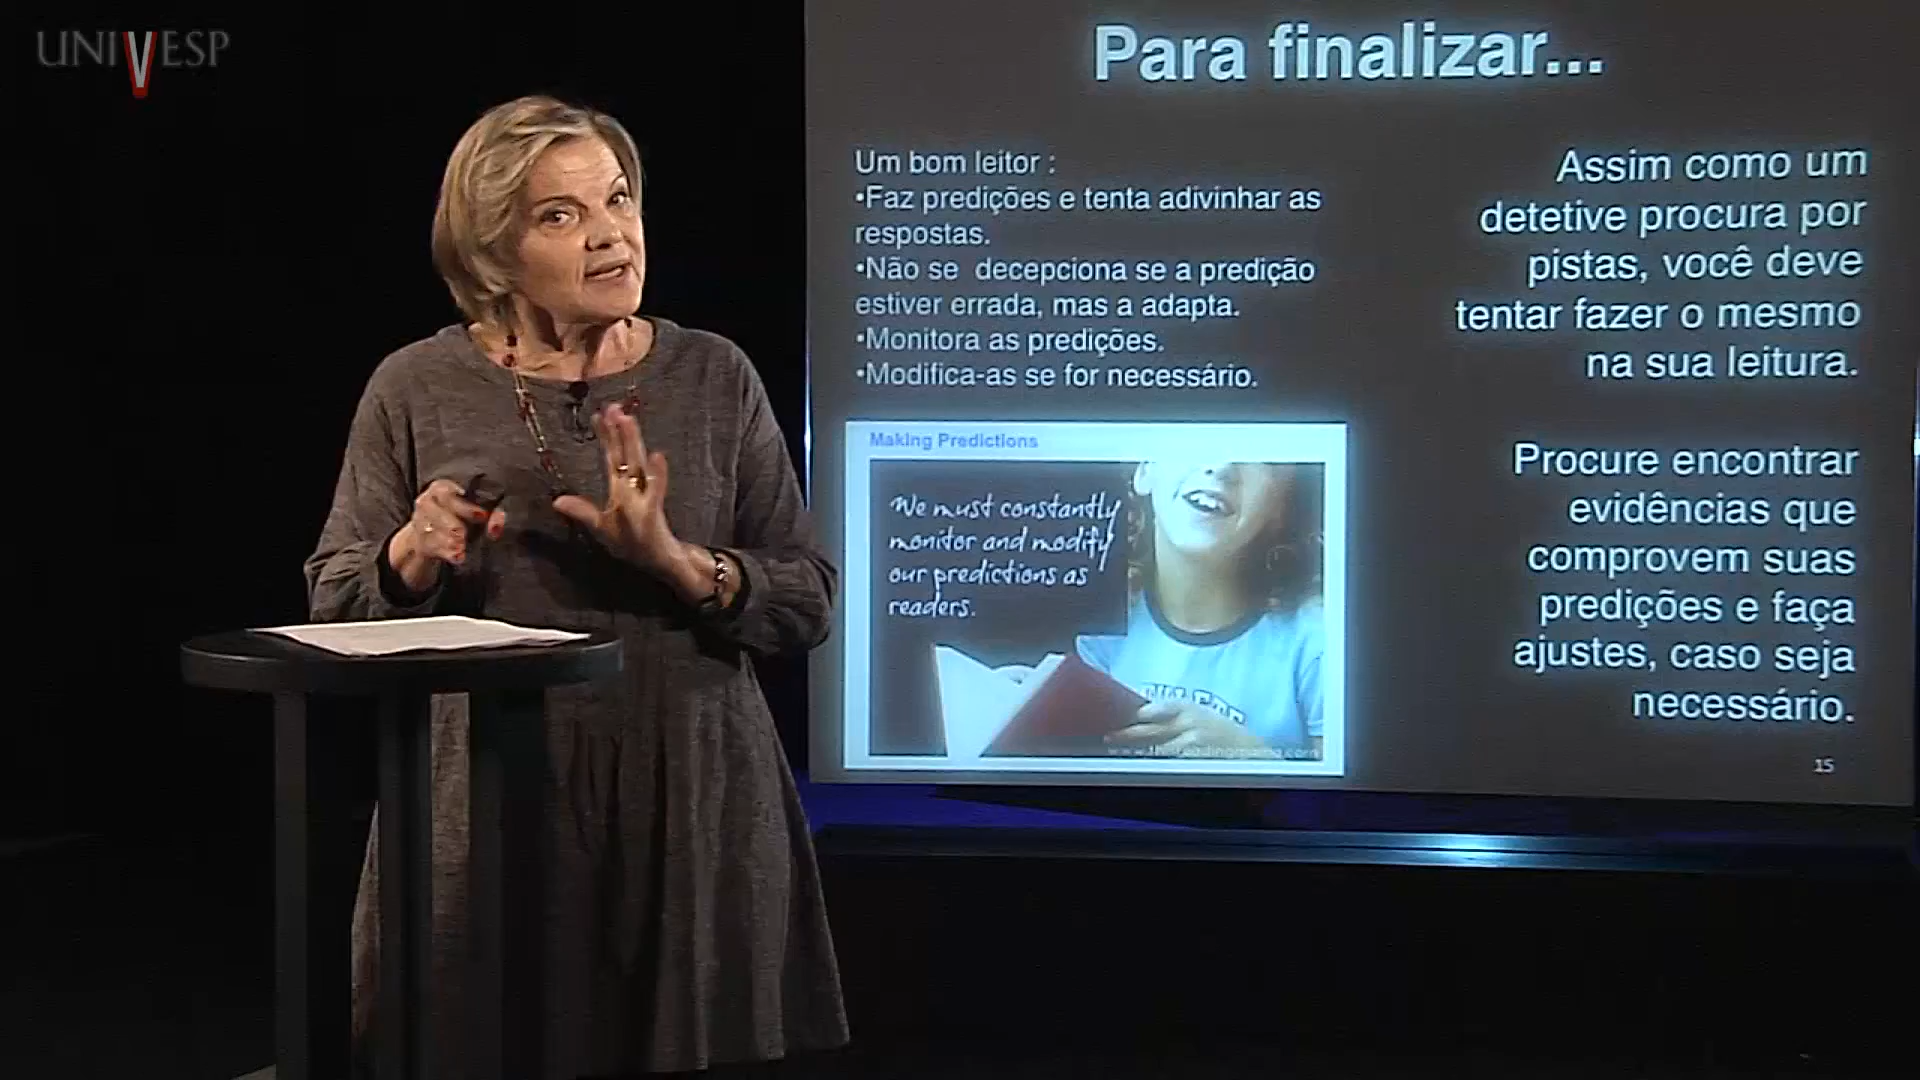 UNIVESP
Para finalizar...
Um bom leitor :
•Faz predições e tenta adivinhar as
respostas.
•Não se decepciona se a predição
estiver errada, mas a adapta.
•Monitora as predições.
•Modifica-as se for necessário.
Making Predictions
We must constantly
monitor and modify
our predictions as
readers.
www.thisreadingmama.com
Assim como um
detetive procura por
pistas, você deve
tentar fazer o mesmo
na sua leitura.
Procure encontrar
evidências que
comprovem suas
predições e faça
ajustes, caso seja
necessário.
15